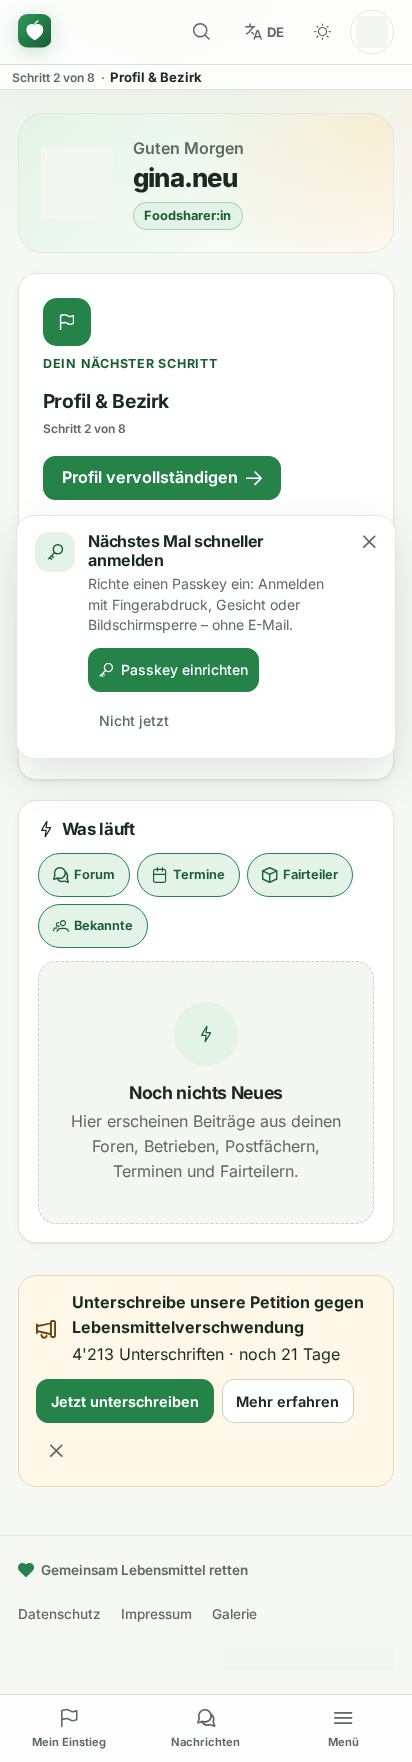 DE
Schritt 2 von 8 · Profil & Bezirk
Guten Morgen
gina.neu
Foodsharer:in
DEIN NÄCHSTER SCHRITT
Profil & Bezirk
Schritt 2 von 8
Profil vervollständigen
Nächstes Mal schneller
anmelden
Richte einen Passkey ein: Anmelden
mit Fingerabdruck, Gesicht oder
Bildschirmsperre – ohne E-Mail.
Passkey einrichten
Nicht jetzt
Was läuft
Forum
Termine
Fairteiler
Bekannte
Noch nichts Neues
Hier erscheinen Beiträge aus deinen
Foren, Betrieben, Postfächern,
Terminen und Fairteilern.
Unterschreibe unsere Petition gegen
Lebensmittelverschwendung
4'213 Unterschriften · noch 21 Tage
Jetzt unterschreiben
Mehr erfahren
Gemeinsam Lebensmittel retten
Datenschutz Impressum Galerie
Mein Einstieg Nachrichten Menü